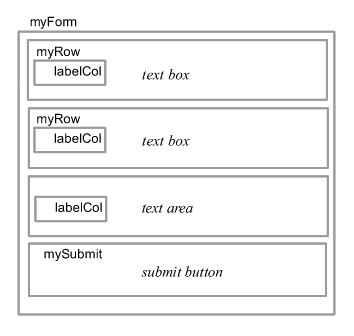 myForm
myRow
labelCol text box
myRow
labelCol text box
labelCol text area
mySubmit
submit button